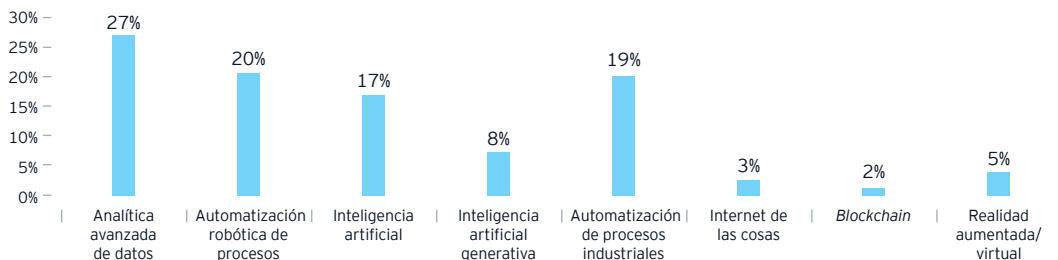 30%
27%
25%
20%
19%
20%
17%
15%
10%
8%
5%
5%
3%
2%
0%
Analítica
avanzada
de datos
Automatización
robótica de
procesos
Inteligencia
artificial
Inteligencia
artificial
generativa
Automatización
de procesos
industriales
Internet de
las cosas
Blockchain
Realidad
aumentada/
virtual